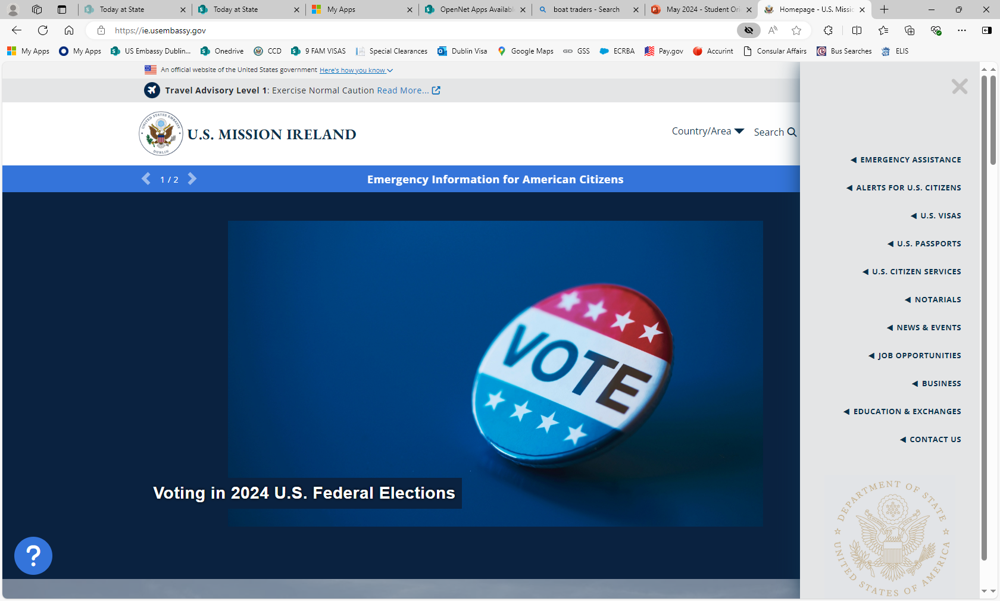 Today at State
Today at State
My Apps
OpenNet Apps Availabl
boat traders - Search
May 2024 - Student Ori
Homepage - U.S. Missio
https://ie.usembassy.gov
My Apps
My Apps
US Embassy Dublin...
Onedrive
CCD
9 FAM VISAS
Special Clearances
Dublin Visa
Google Maps
GSS
ECRBA
Pay.gov
Accurint
Consular Affairs
Bus Searches
ELIS
An official website of the United States government Here's how you know
Travel Advisory Level 1: Exercise Normal Caution Read More...
UNITED STATES EMBASSY
DUBLIN
U.S. MISSION IRELAND
Country/Area
Search
1 / 2
Emergency Information for American Citizens
VOTE
Voting in 2024 U.S. Federal Elections
?
EMERGENCY ASSISTANCE
ALERTS FOR U.S. CITIZENS
U.S. VISAS
U.S. PASSPORTS
U.S. CITIZEN SERVICES
NOTARIALS
NEWS & EVENTS
JOB OPPORTUNITIES
BUSINESS
EDUCATION & EXCHANGES
CONTACT US
DEPARTMENT OF STATE
UNITED STATES OF AMERICA